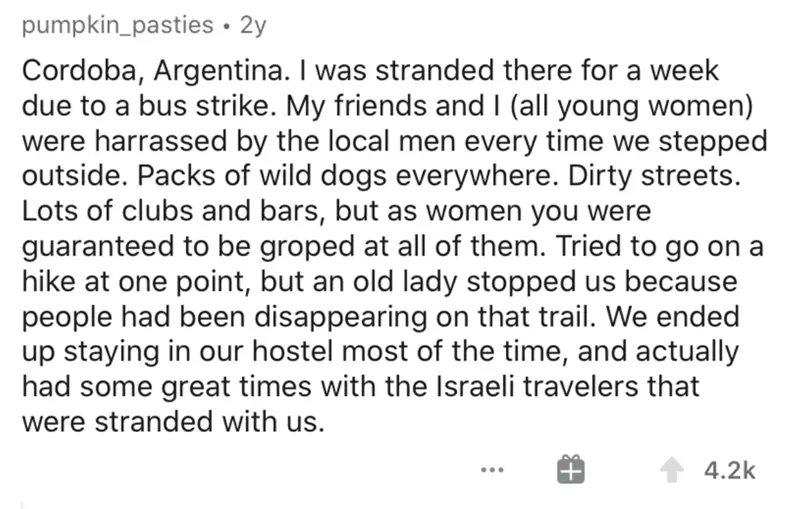 pumpkin_pasties • 2y
Cordoba, Argentina. I was stranded there for a week
due to a bus strike. My friends and I (all young women)
were harrassed by the local men every time we stepped
outside. Packs of wild dogs everywhere. Dirty streets.
Lots of clubs and bars, but as women you were
guaranteed to be groped at all of them. Tried to go on a
hike at one point, but an old lady stopped us because
people had been disappearing on that trail. We ended
up staying in our hostel most of the time, and actually
had some great times with the Israeli travelers that
were stranded with us.
4.2k